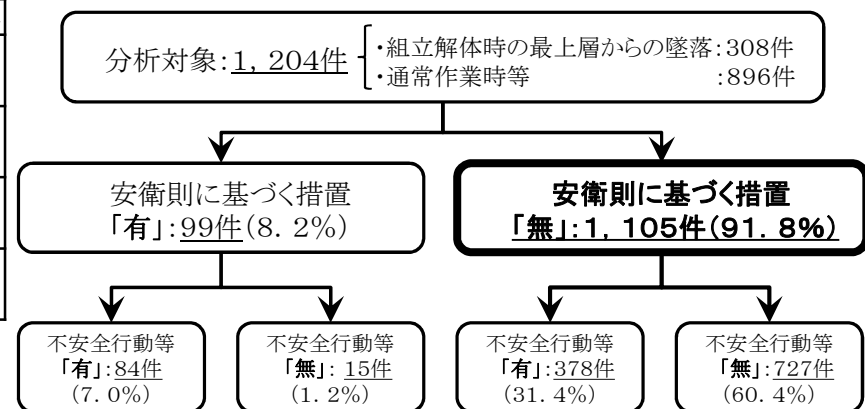 分析対象:1,204件
・組立解体時の最上層からの墜落:308件
・通常作業時等 :896件
安衛則に基づく措置
「有」:99件(8.2%)
安衛則に基づく措置
「無」:1,105件(91.8%)
不安全行動等
「有」:84件
(7.0%)
不安全行動等
「無」: 15件
(1.2%)
不安全行動等
「有」:378件
(31.4%)
不安全行動等
「無」:727件
(60.4%)